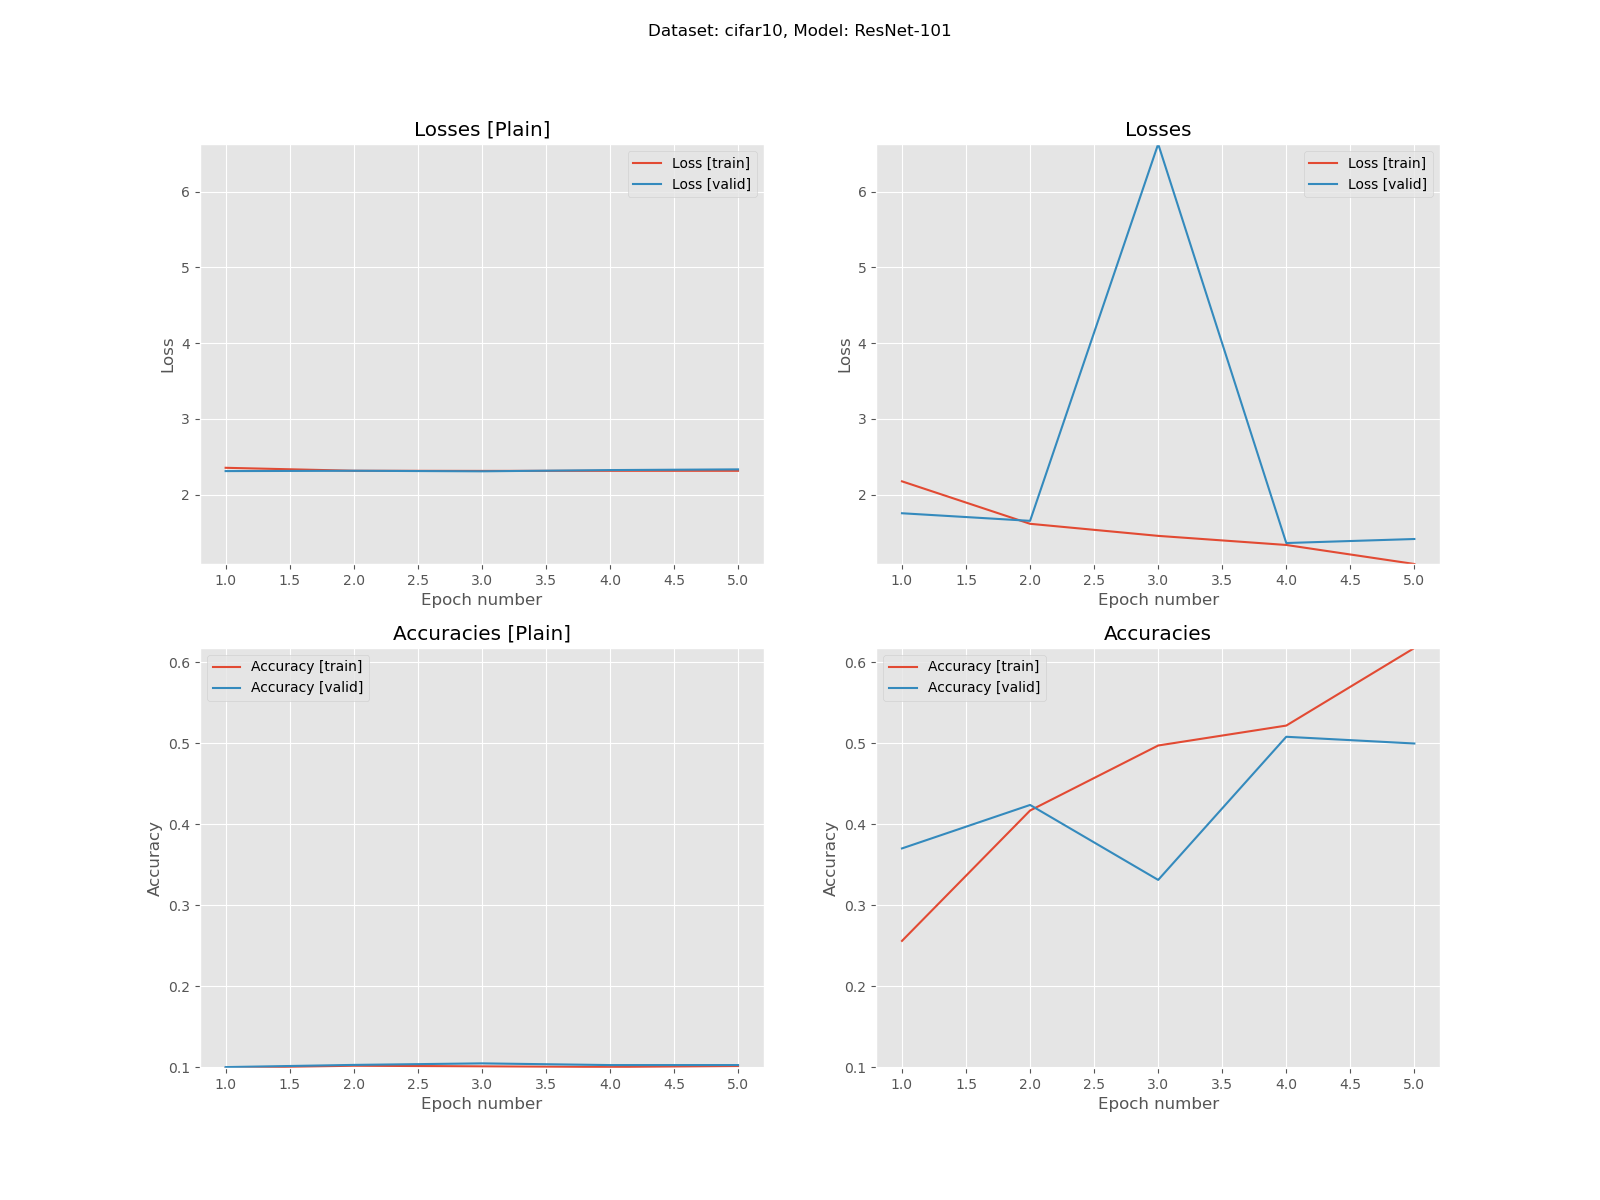 Dataset: cifar10, Model: ResNet-101
Losses [Plain]
Loss [train]
Loss [valid]
6
5
4
3
2
Loss
1.0 1.5 2.0 2.5 3.0 3.5 4.0 4.5 5.0
Epoch number
Losses
Loss [train]
Loss [valid]
6
5
4
3
2
Loss
1.0 1.5 2.0 2.5 3.0 3.5 4.0 4.5 5.0
Epoch number
Accuracies [Plain]
Accuracy [train]
Accuracy [valid]
0.6
0.5
0.4
0.3
0.2
0.1
Accuracy
1.0 1.5 2.0 2.5 3.0 3.5 4.0 4.5 5.0
Epoch number
Accuracies
Accuracy [train]
Accuracy [valid]
0.6
0.5
0.4
0.3
0.2
0.1
Accuracy
1.0 1.5 2.0 2.5 3.0 3.5 4.0 4.5 5.0
Epoch number